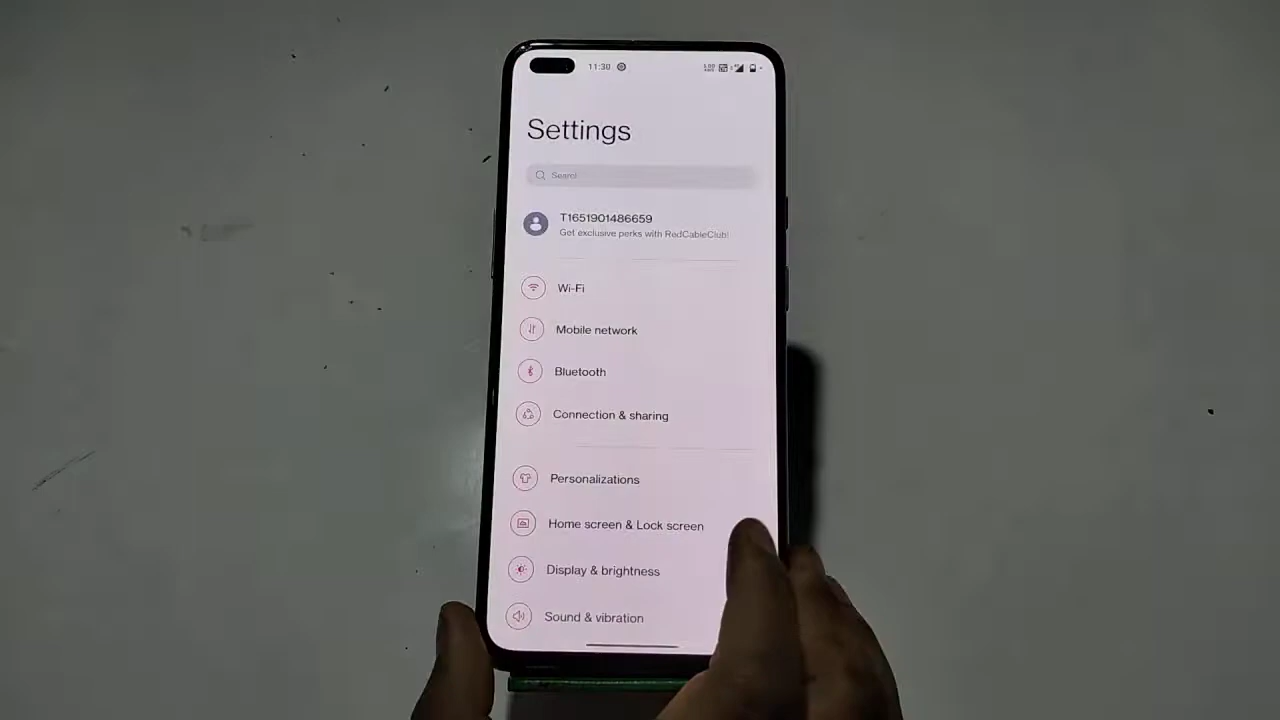 11:30
Settings
Search
T1651901486659
Get exclusive perks with RedCableClub!
Wi-Fi
Mobile network
Bluetooth
Connection & sharing
Personalizations
Home screen & Lock screen
Display & brightness
Sound & vibration